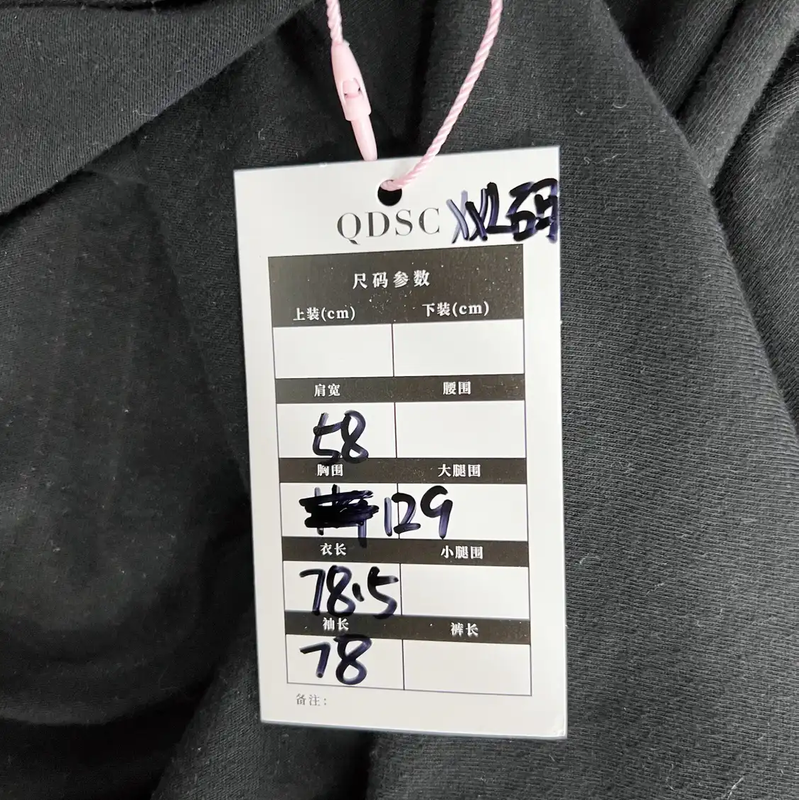 QDSC XXL码
尺码参数
上装(cm) 下装(cm)
肩宽 腰围
58
胸围 大腿围
129
衣长 小腿围
78.5
袖长 裤长
78
备注：